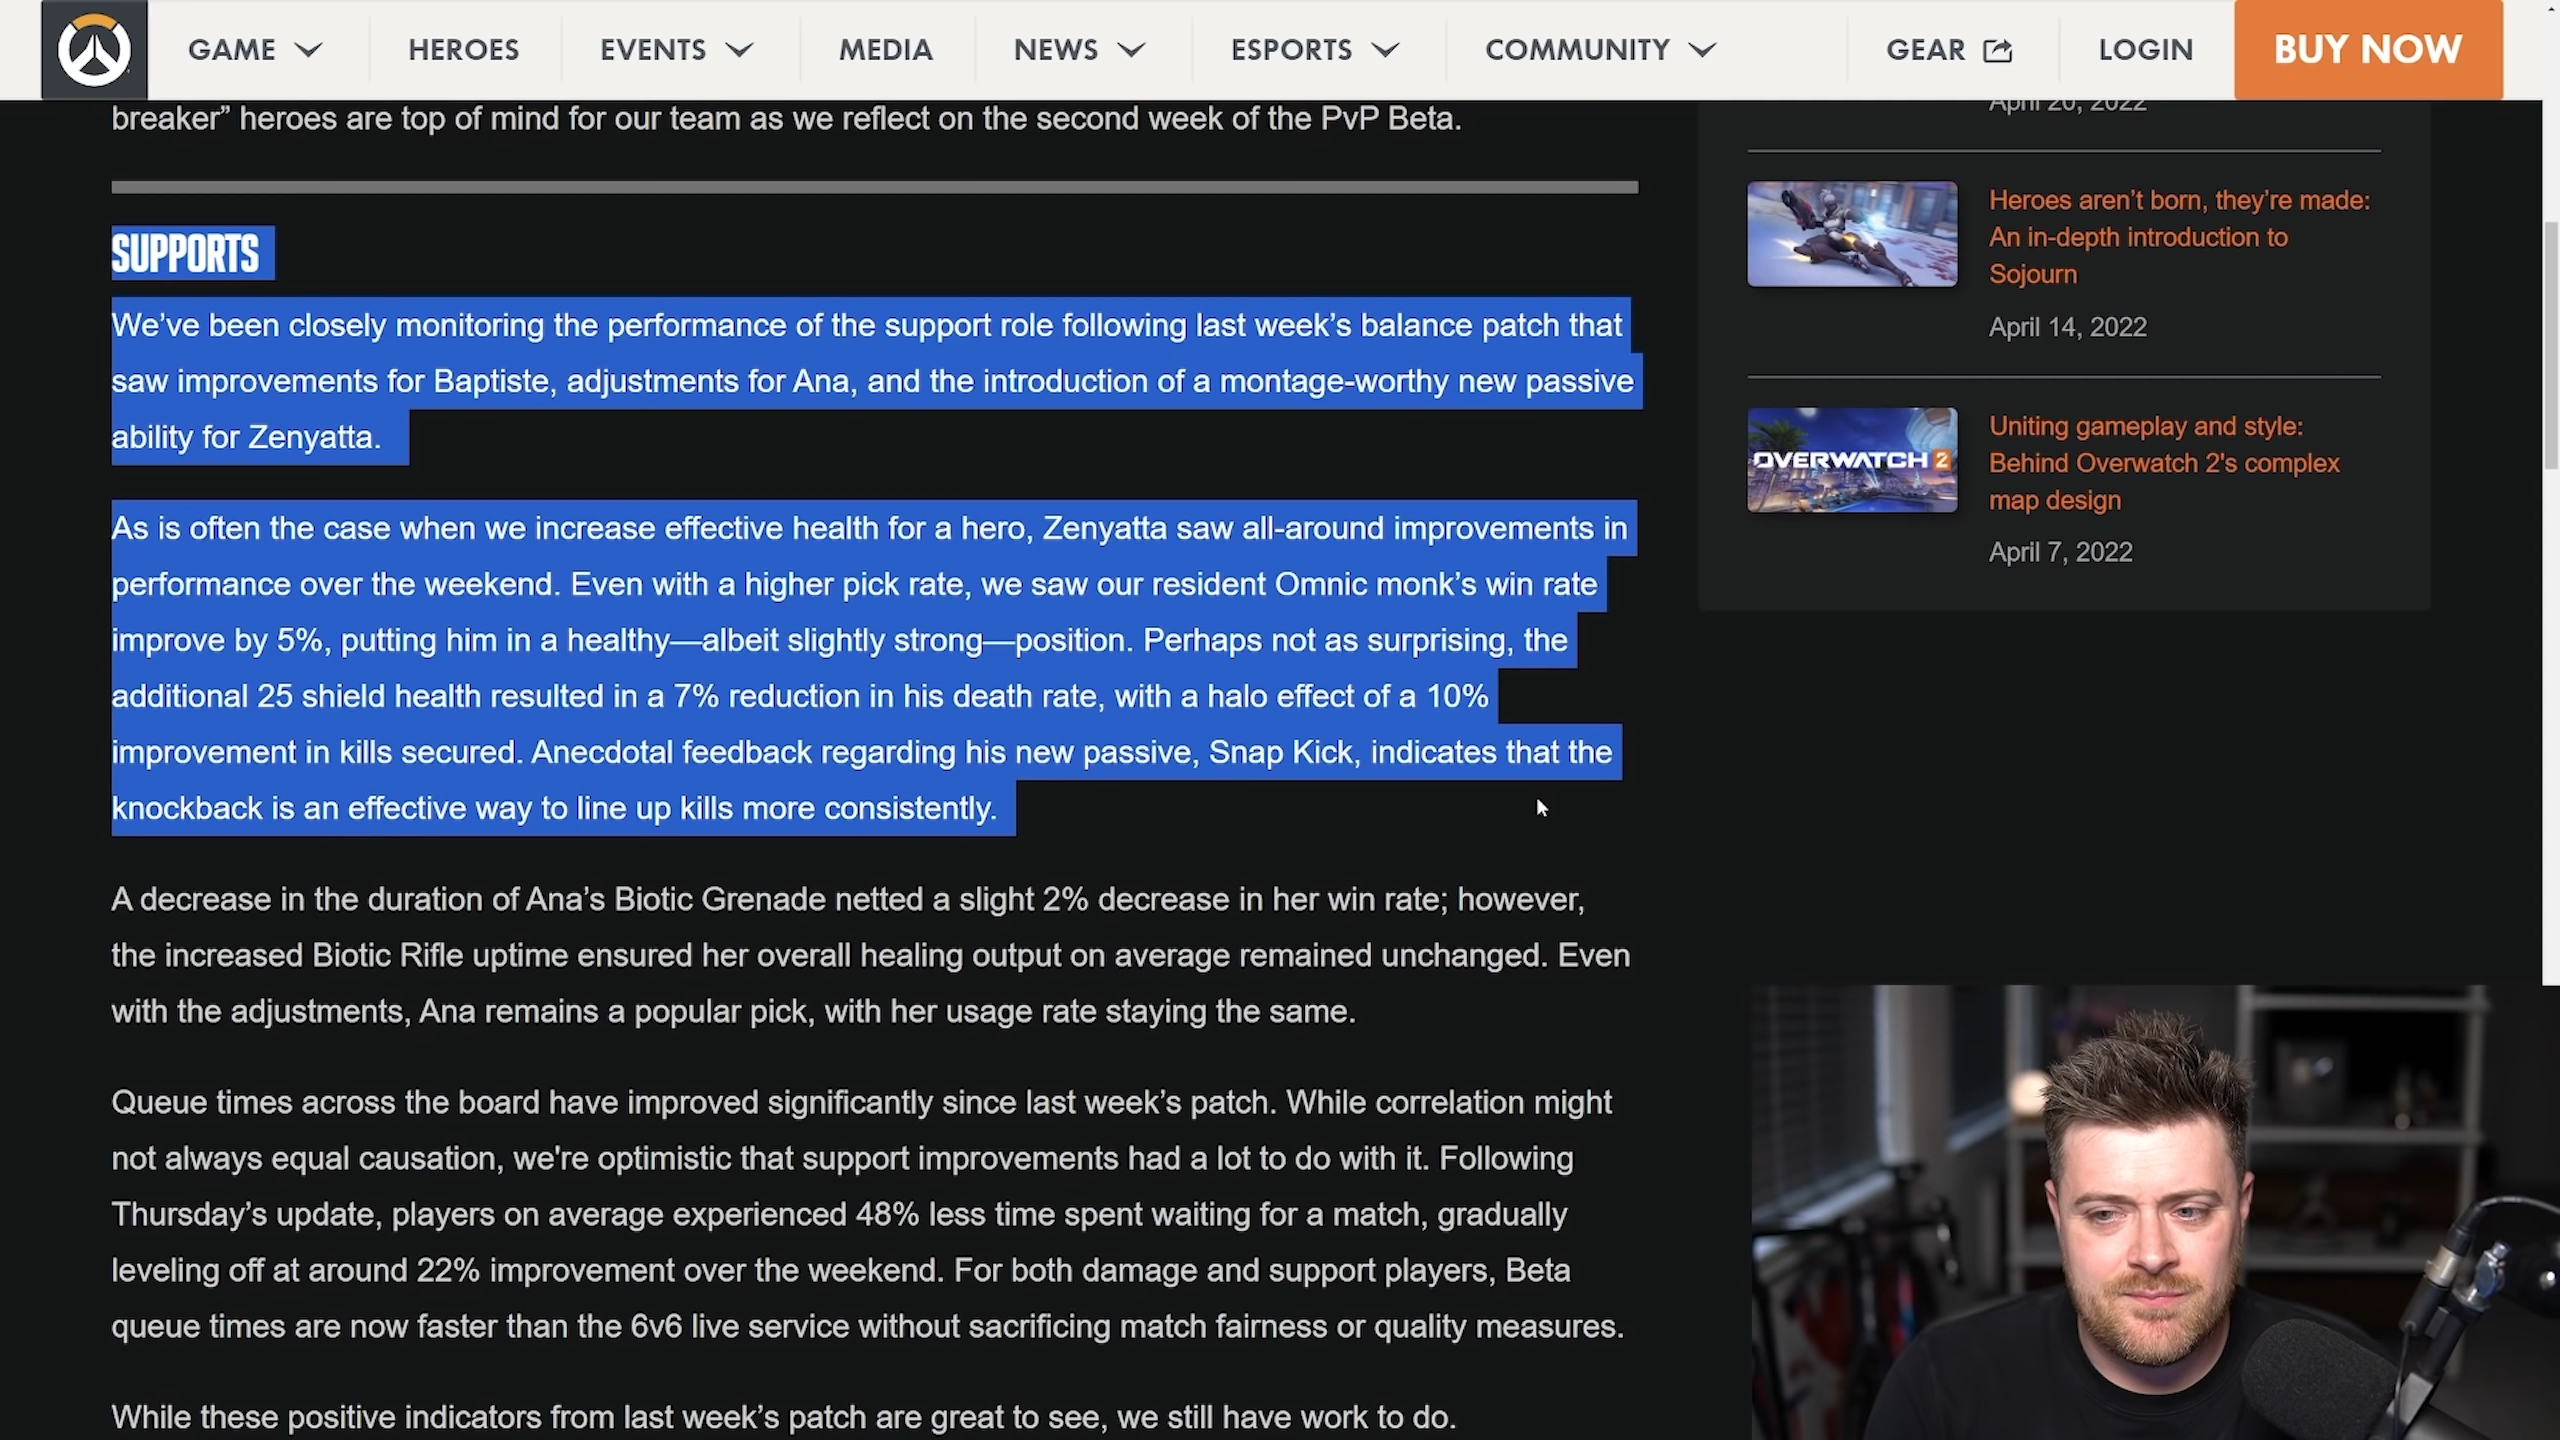 GAME
HEROES
EVENTS
MEDIA
NEWS
ESPORTS
COMMUNITY
GEAR
LOGIN
BUY NOW
breaker” heroes are top of mind for our team as we reflect on the second week of the PvP Beta.
SUPPORTS
We’ve been closely monitoring the performance of the support role following last week’s balance patch that
saw improvements for Baptiste, adjustments for Ana, and the introduction of a montage-worthy new passive
ability for Zenyatta.
As is often the case when we increase effective health for a hero, Zenyatta saw all-around improvements in
performance over the weekend. Even with a higher pick rate, we saw our resident Omnic monk’s win rate
improve by 5%, putting him in a healthy—albeit slightly strong—position. Perhaps not as surprising, the
additional 25 shield health resulted in a 7% reduction in his death rate, with a halo effect of a 10%
improvement in kills secured. Anecdotal feedback regarding his new passive, Snap Kick, indicates that the
knockback is an effective way to line up kills more consistently.
A decrease in the duration of Ana’s Biotic Grenade netted a slight 2% decrease in her win rate; however,
the increased Biotic Rifle uptime ensured her overall healing output on average remained unchanged. Even
with the adjustments, Ana remains a popular pick, with her usage rate staying the same.
Queue times across the board have improved significantly since last week’s patch. While correlation might
not always equal causation, we're optimistic that support improvements had a lot to do with it. Following
Thursday’s update, players on average experienced 48% less time spent waiting for a match, gradually
leveling off at around 22% improvement over the weekend. For both damage and support players, Beta
queue times are now faster than the 6v6 live service without sacrificing match fairness or quality measures.
While these positive indicators from last week’s patch are great to see, we still have work to do.
April 20, 2022
Heroes aren’t born, they’re made:
An in-depth introduction to
Sojourn
April 14, 2022
OVERWATCH 2
Uniting gameplay and style:
Behind Overwatch 2's complex
map design
April 7, 2022